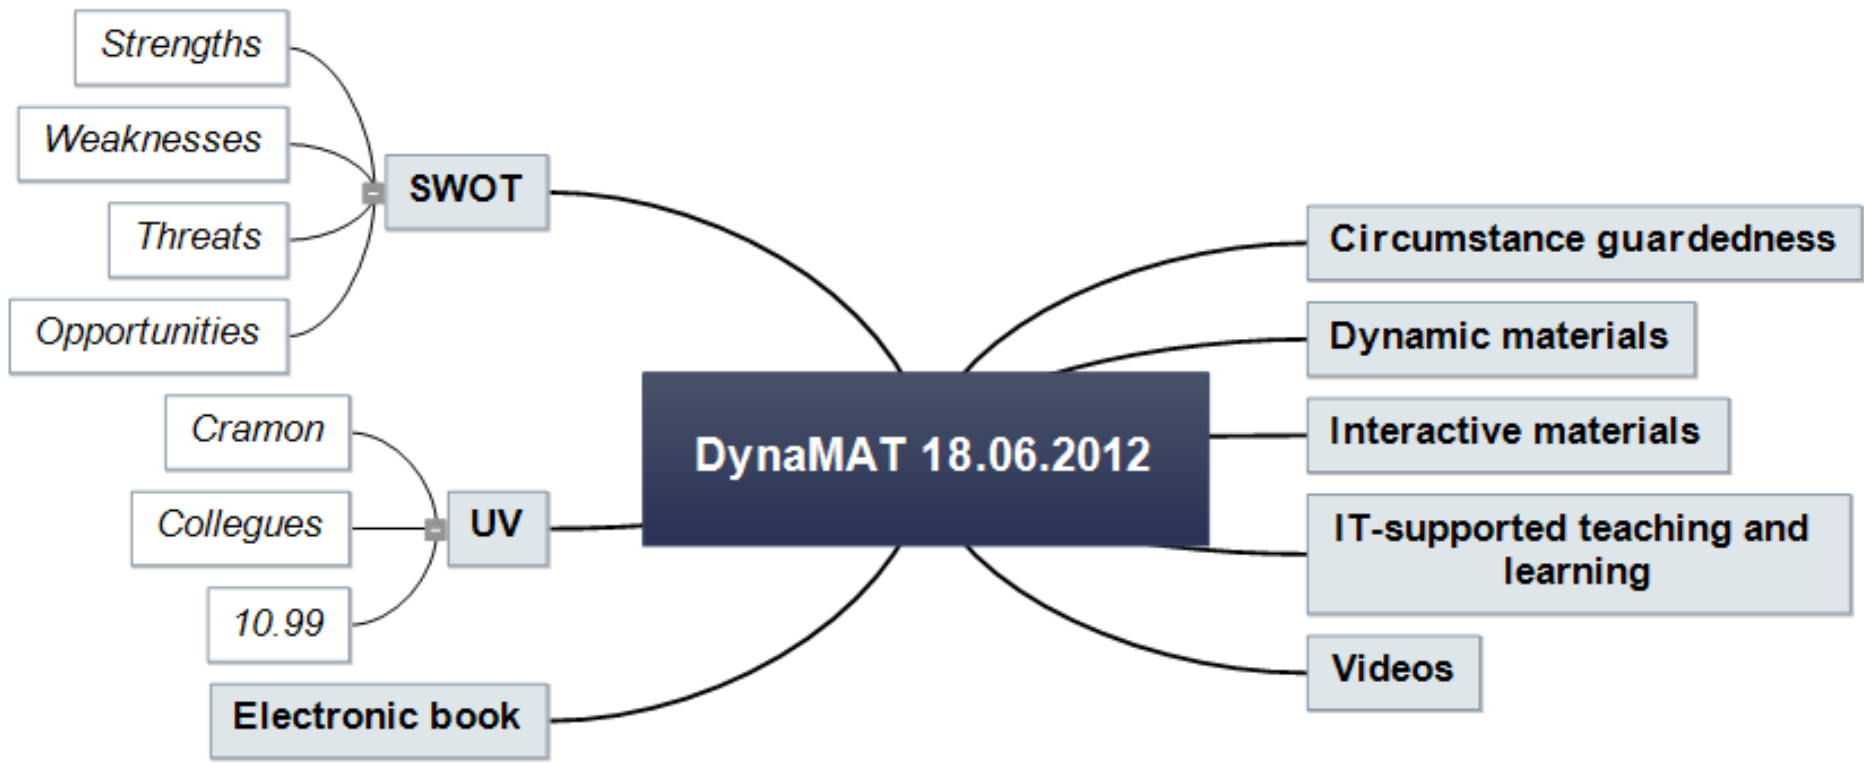 Strengths
Weaknesses
Threats
Opportunities
SWOT
Cramon
Collegues
10.99
UV
Electronic book
DynaMAT 18.06.2012
Circumstance guardedness
Dynamic materials
Interactive materials
IT-supported teaching and
learning
Videos